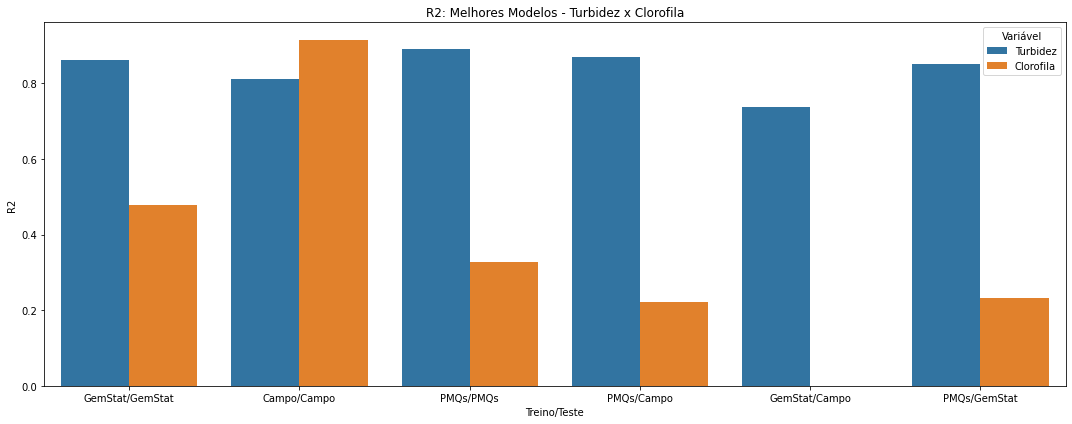 R2: Melhores Modelos - Turbidez x Clorofila
Variável
Turbidez
Clorofila
R2
0.8
0.6
0.4
0.2
0.0
GemStat/GemStat Campo/Campo PMQs/PMQs PMQs/Campo GemStat/Campo PMQs/GemStat
Treino/Teste